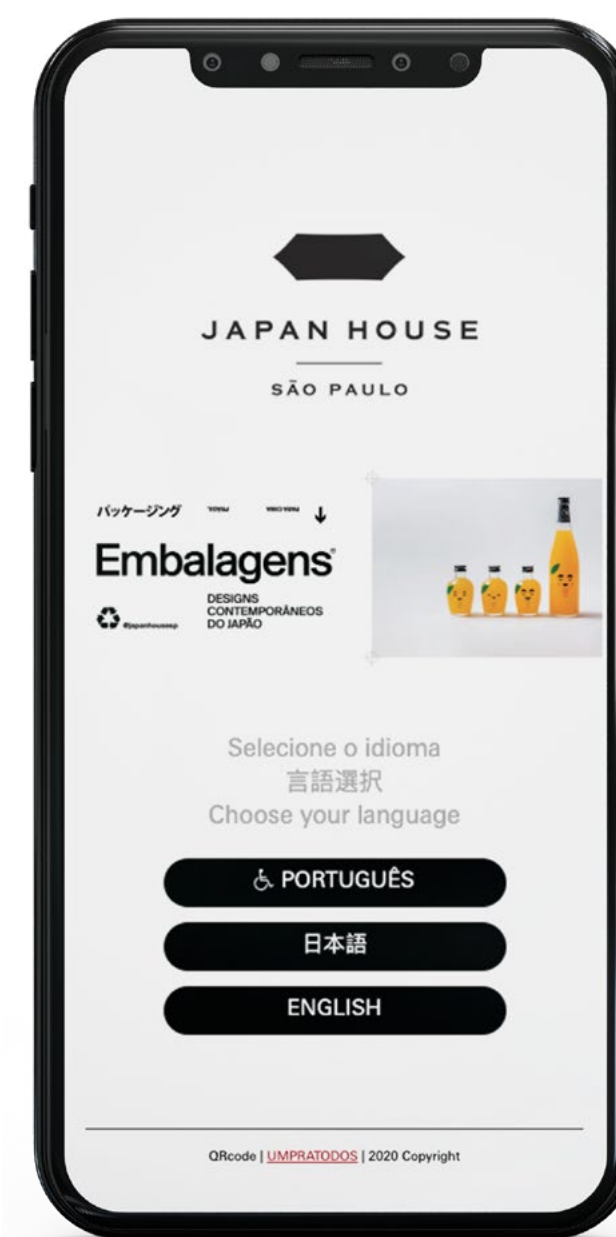 JAPAN HOUSE
SÃO PAULO
パッケージング
Embalagens
@japanhousesp
DESIGNS
CONTEMPORÂNEOS
DO JAPÃO
Selecione o idioma
言語選択
Choose your language
PORTUGUÊS
日本語
ENGLISH
QRcode | UMPRATODOS | 2020 Copyright